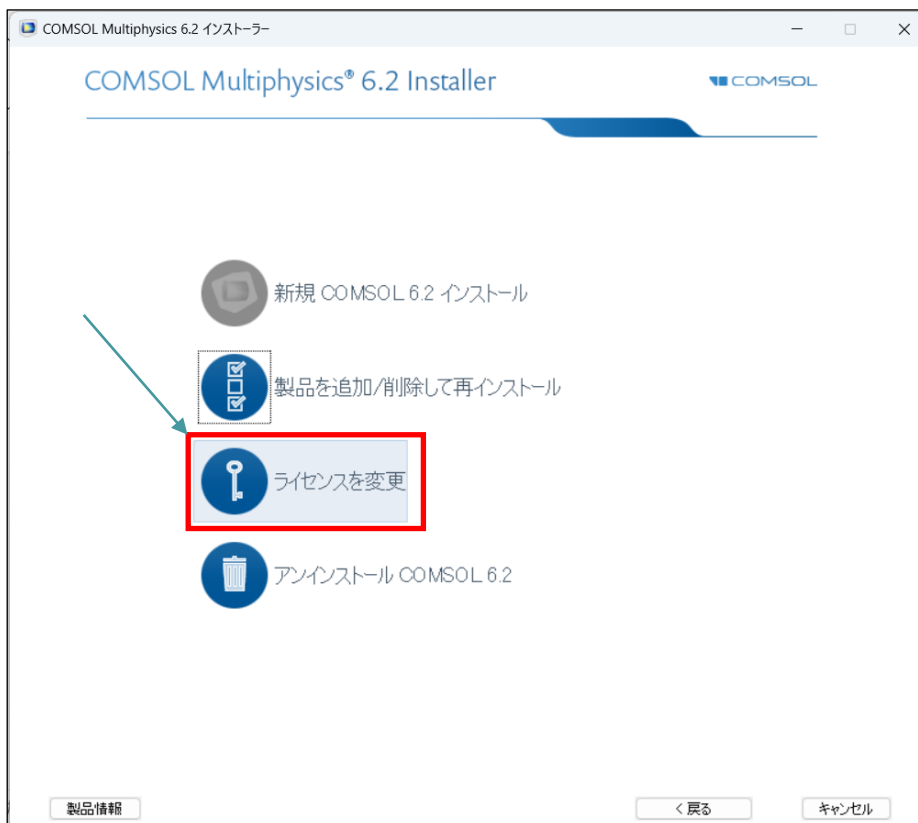 COMSOL Multiphysics 6.2 インストーラー
COMSOL Multiphysics® 6.2 Installer
COMSOL
新規 COMSOL 6.2 インストール
製品を追加/削除して再インストール
ライセンスを変更
アンインストール COMSOL 6.2
製品情報
< 戻る
キャンセル